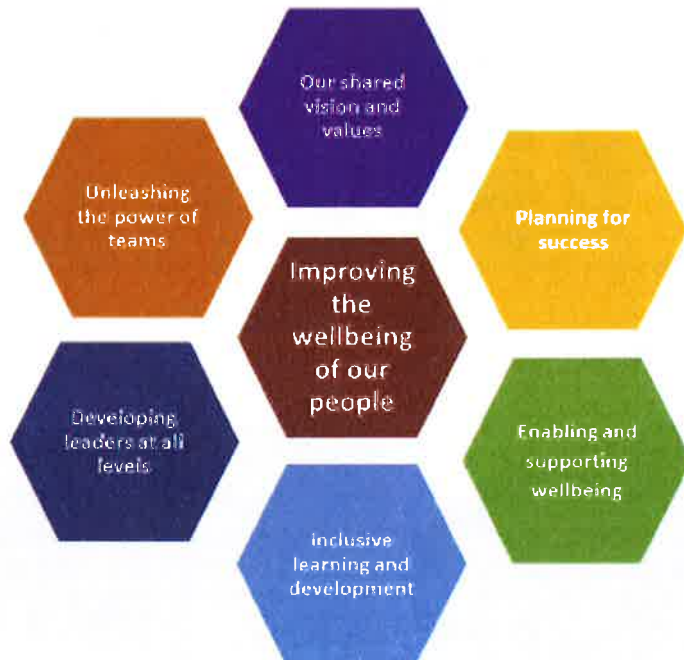 Our shared
vision and
values
Unleashing
the power of
teams
Planning for
success
Improving
the
wellbeing
of our
people
Developing
leaders at all
levels
Enabling and
supporting
wellbeing
Inclusive
learning and
development